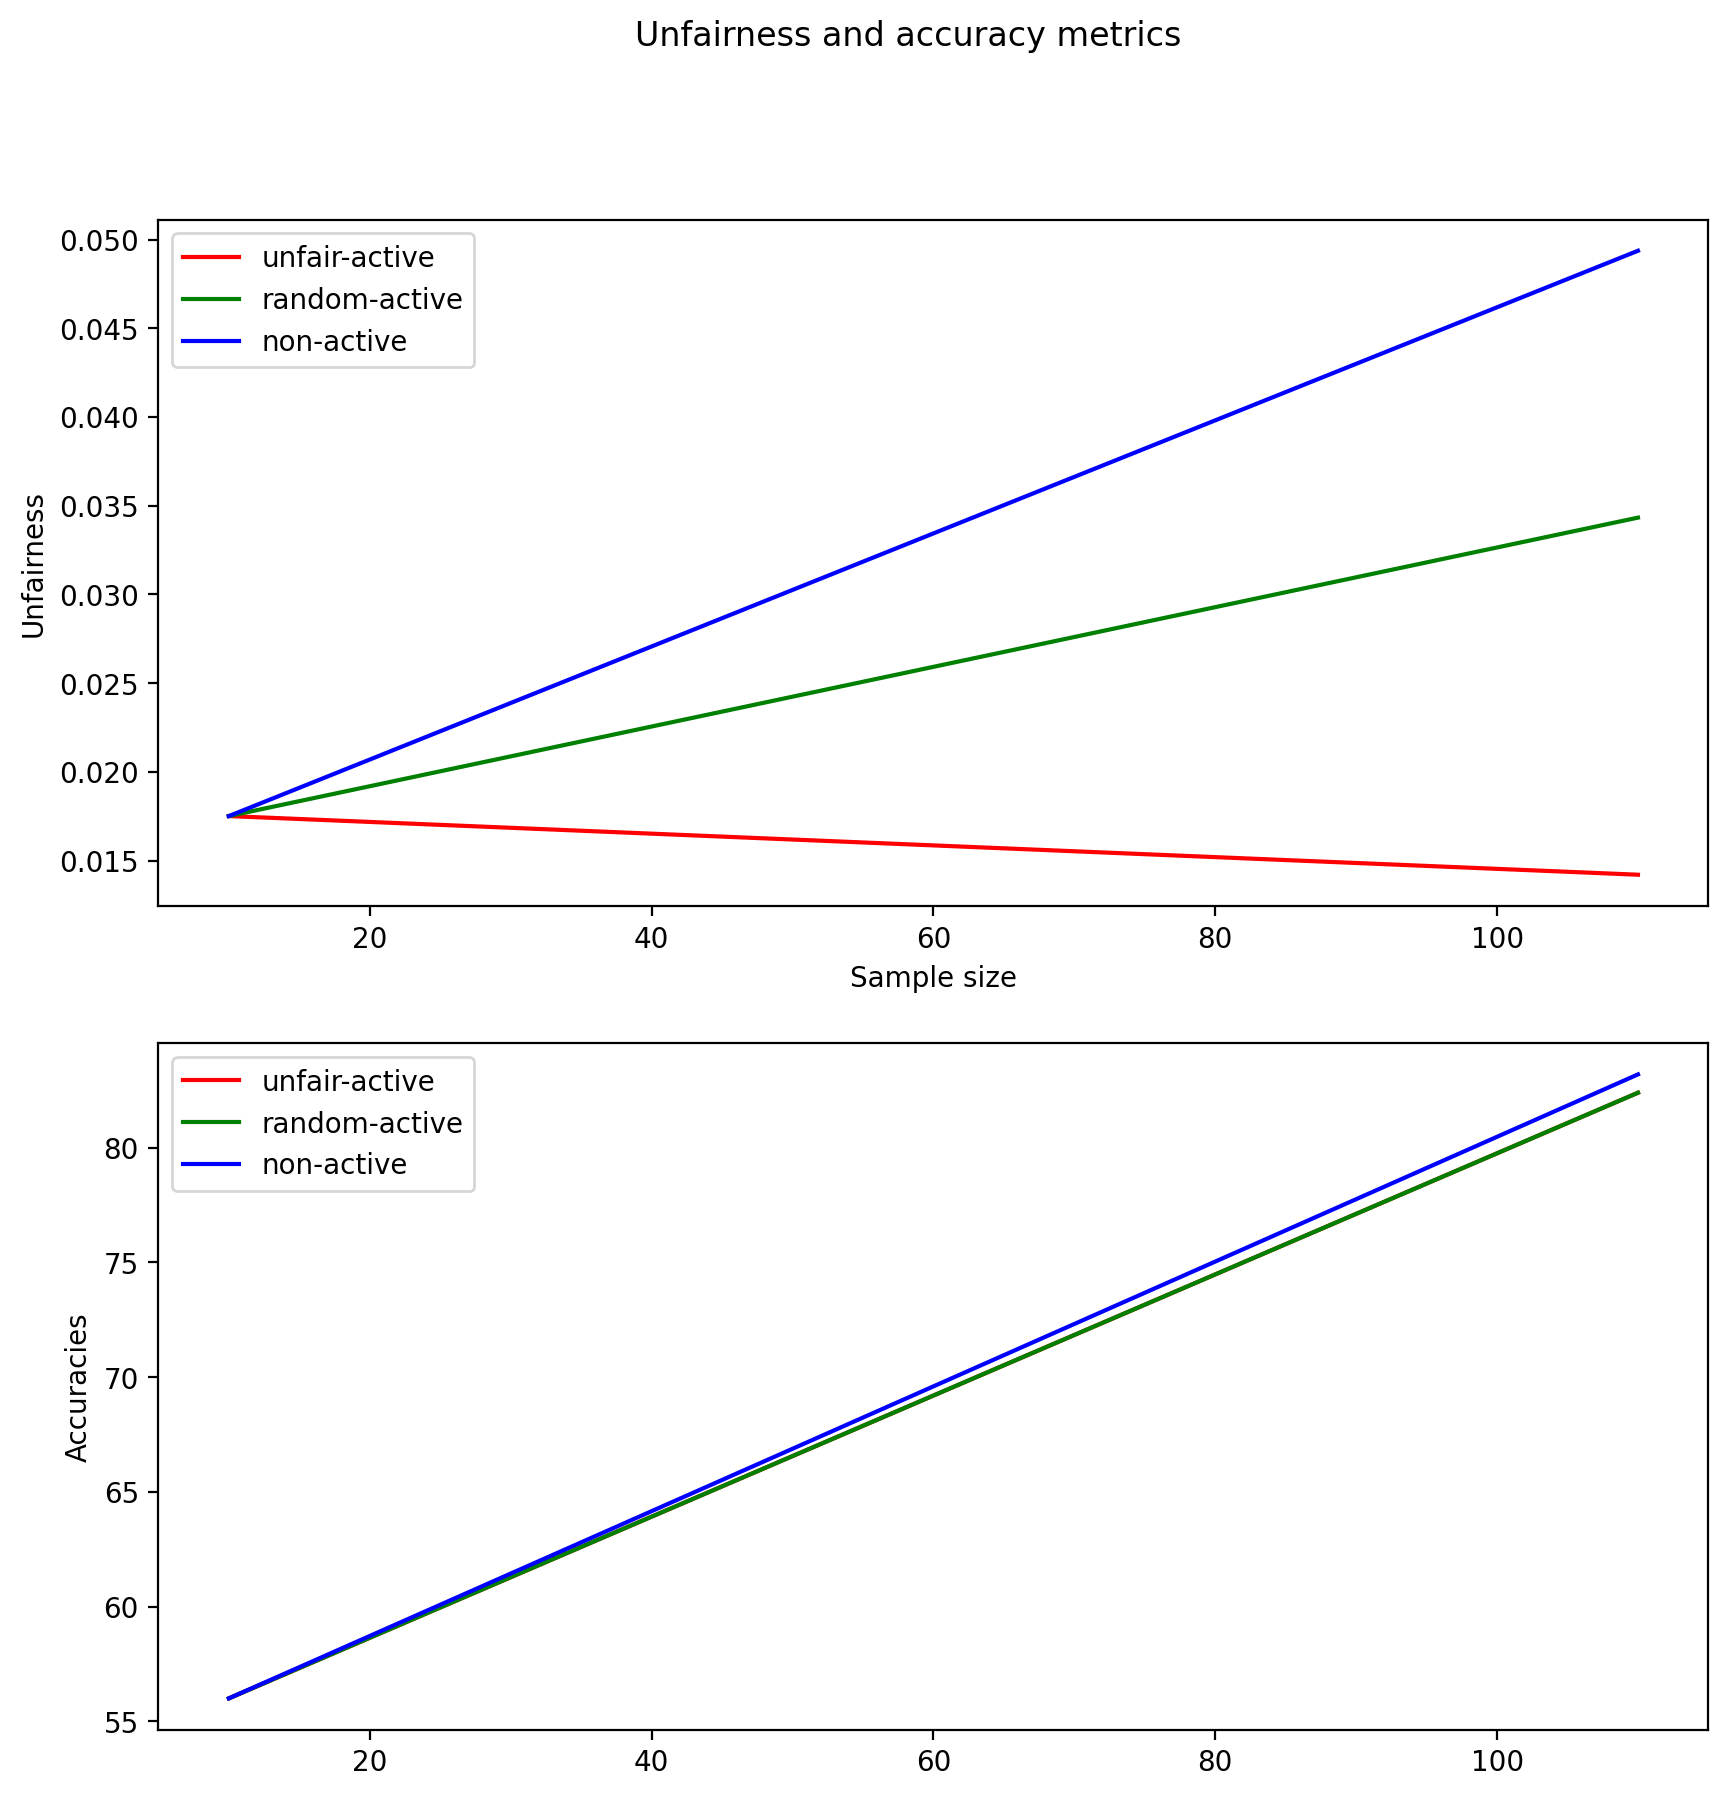 Unfairness and accuracy metrics
0.050
0.045
0.040
0.035
0.030
0.025
0.020
0.015
Unfairness
unfair-active
random-active
non-active
20 40 60 80 100
Sample size
80
75
70
65
60
55
Accuracies
unfair-active
random-active
non-active
20 40 60 80 100